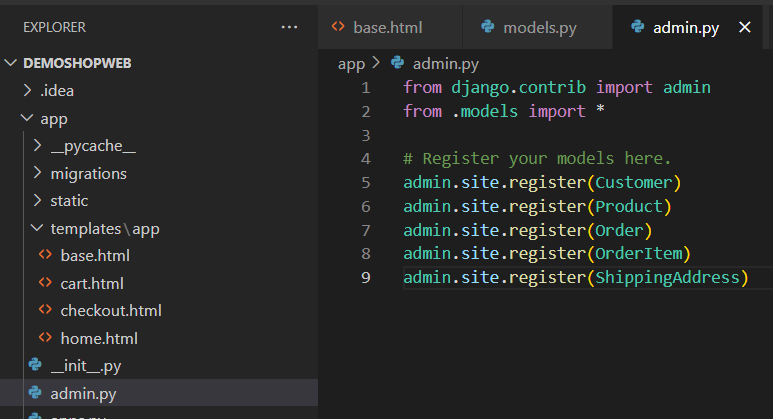 EXPLORER ...
DEMOSHOPWEB
.idea
app
__pycache__
migrations
static
templates\app
base.html
cart.html
checkout.html
home.html
__init__.py
admin.py
base.html models.py admin.py
app > admin.py
1 from django.contrib import admin
2 from .models import *
3
4 # Register your models here.
5 admin.site.register(Customer)
6 admin.site.register(Product)
7 admin.site.register(Order)
8 admin.site.register(OrderItem)
9 admin.site.register(ShippingAddress)